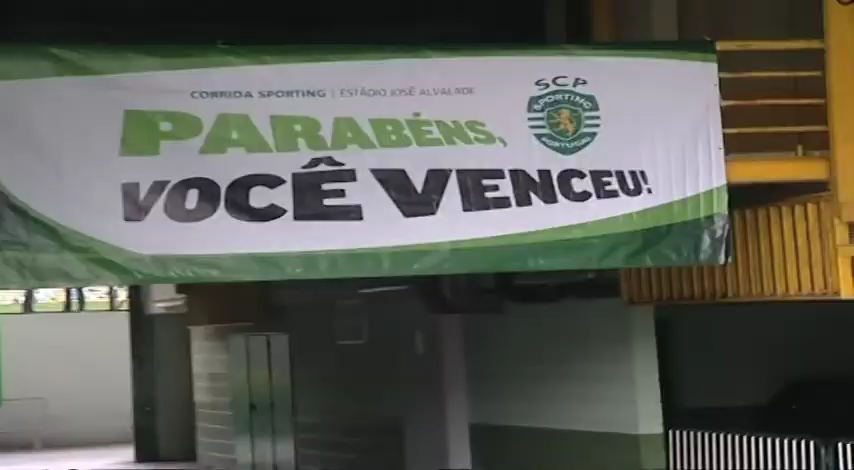 CORRIDA SPORTING | ESTÁDIO JOSÉ ALVALADE
PARABÉNS,
VOCÊ VENCEU!
SCP
SPORTING
PORTUGAL